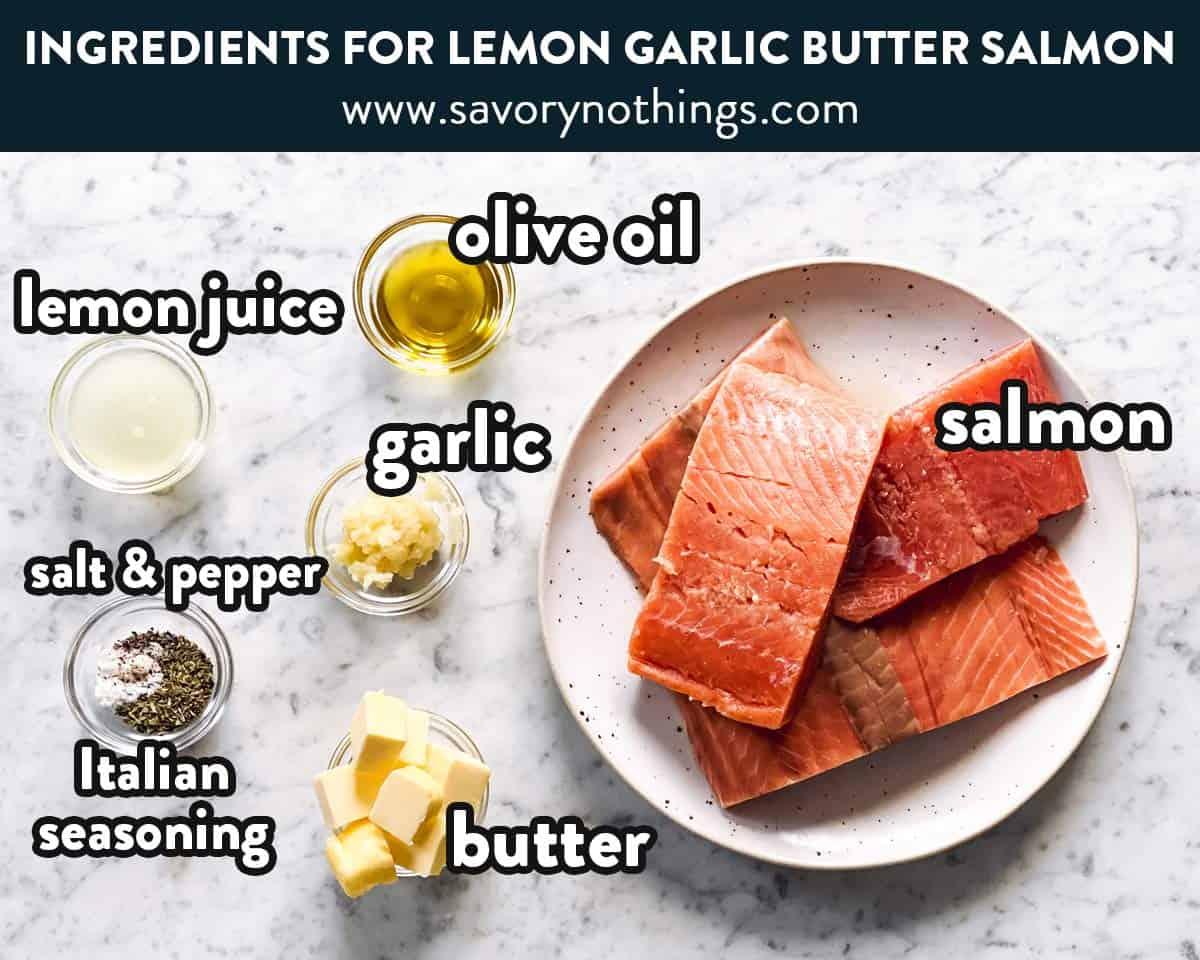 INGREDIENTS FOR LEMON GARLIC BUTTER SALMON
www.savorynothings.com
olive oil
lemon juice
garlic
salmon
salt & pepper
Italian
seasoning
butter